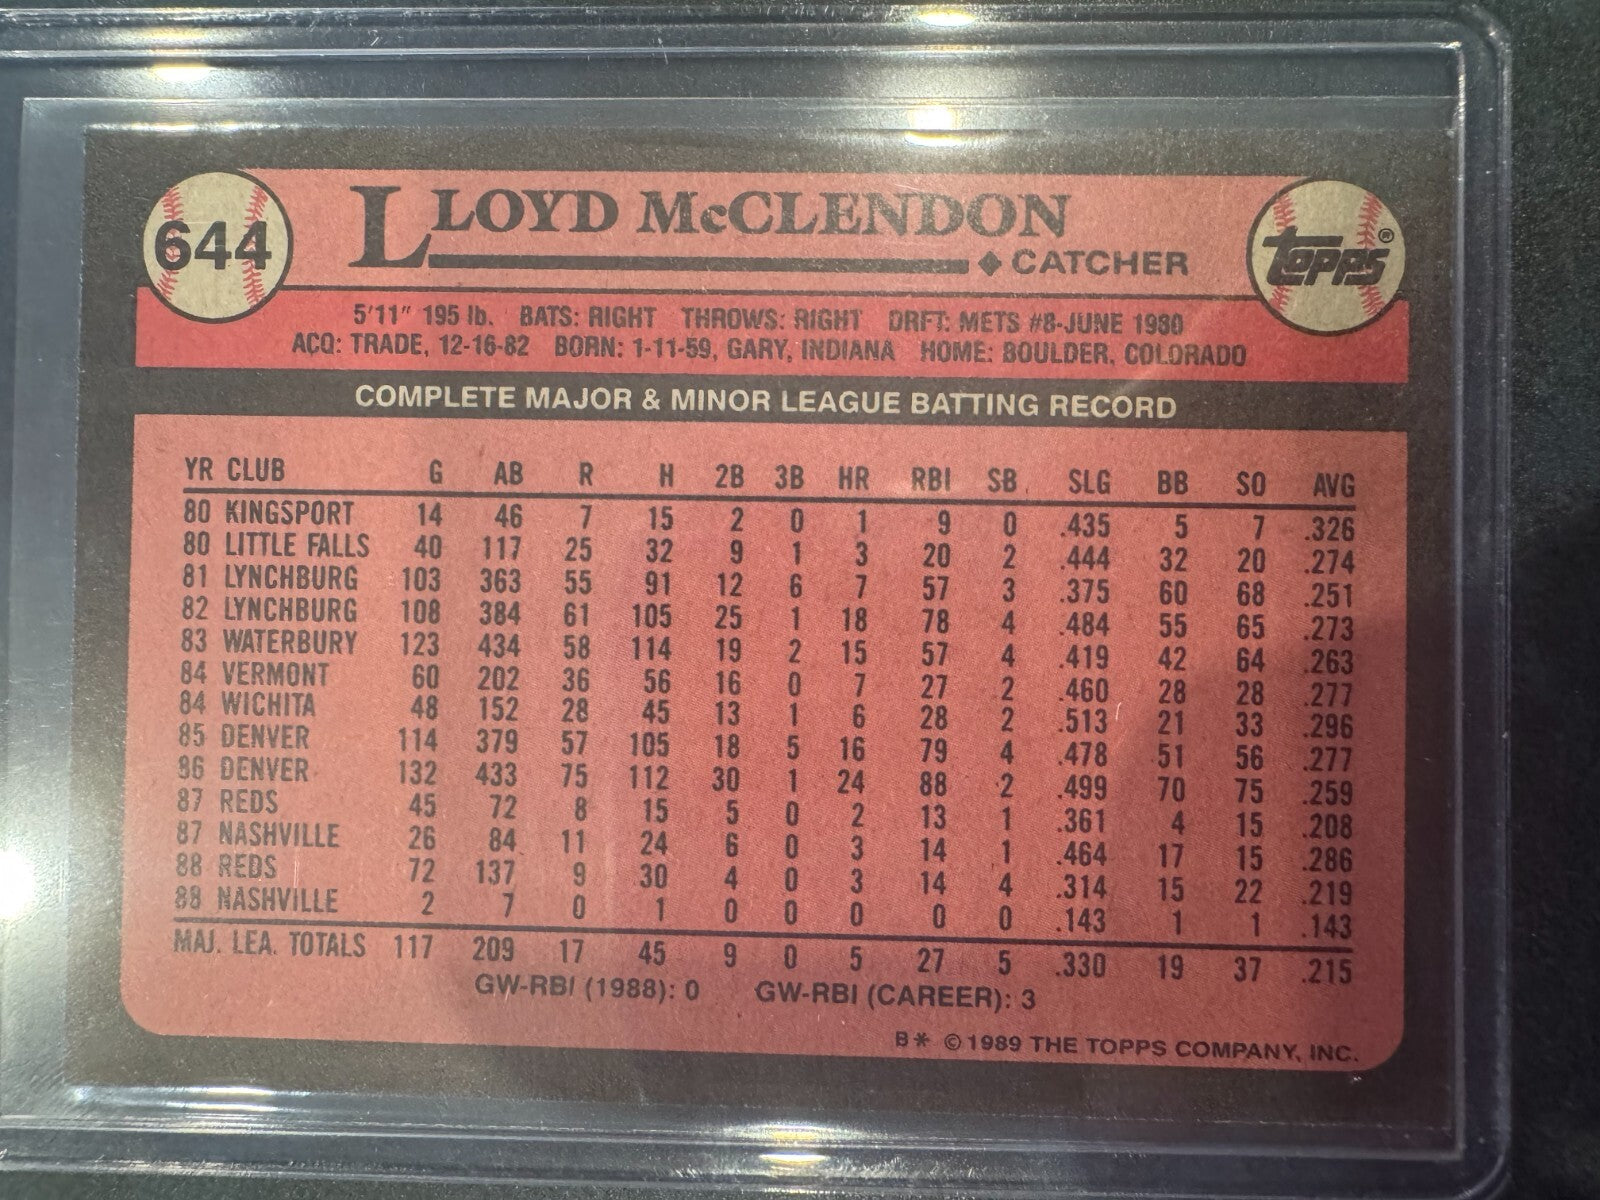 644
LLOYD McCLENDON
◆ CATCHER
topps®
5'11" 195 lb. BATS: RIGHT THROWS: RIGHT DRFT: METS #8-JUNE 1980
ACQ: TRADE, 12-16-82 BORN: 1-11-59, GARY, INDIANA HOME: BOULDER, COLORADO
COMPLETE MAJOR & MINOR LEAGUE BATTING RECORD
YR CLUB G AB R H 2B 3B HR RBI SB SLG BB SO AVG
80 KINGSPORT 14 46 7 15 2 0 1 9 0 .435 5 7 .326
80 LITTLE FALLS 40 117 25 32 9 1 3 20 2 .444 32 20 .274
81 LYNCHBURG 103 363 55 91 12 6 7 57 3 .375 60 68 .251
82 LYNCHBURG 108 384 61 105 25 1 18 78 4 .484 55 65 .273
83 WATERBURY 123 434 58 114 19 2 15 57 4 .419 42 64 .263
84 VERMONT 60 202 36 56 16 0 7 27 2 .460 28 28 .277
84 WICHITA 48 152 28 45 13 1 6 28 2 .513 21 33 .296
85 DENVER 114 379 57 105 18 5 16 79 4 .478 51 56 .277
86 DENVER 132 433 75 112 30 1 24 88 2 .499 70 75 .259
87 REDS 45 72 8 15 5 0 2 13 1 .361 4 15 .208
87 NASHVILLE 26 84 11 24 6 0 3 14 1 .464 17 15 .286
88 REDS 72 137 9 30 4 0 3 14 4 .314 15 22 .219
88 NASHVILLE 2 7 0 1 0 0 0 0 0 .143 1 1 .143
MAJ. LEA. TOTALS 117 209 17 45 9 0 5 27 5 .330 19 37 .215
GW-RBI (1988): 0 GW-RBI (CAREER): 3
B* ©1989 THE TOPPS COMPANY, INC.